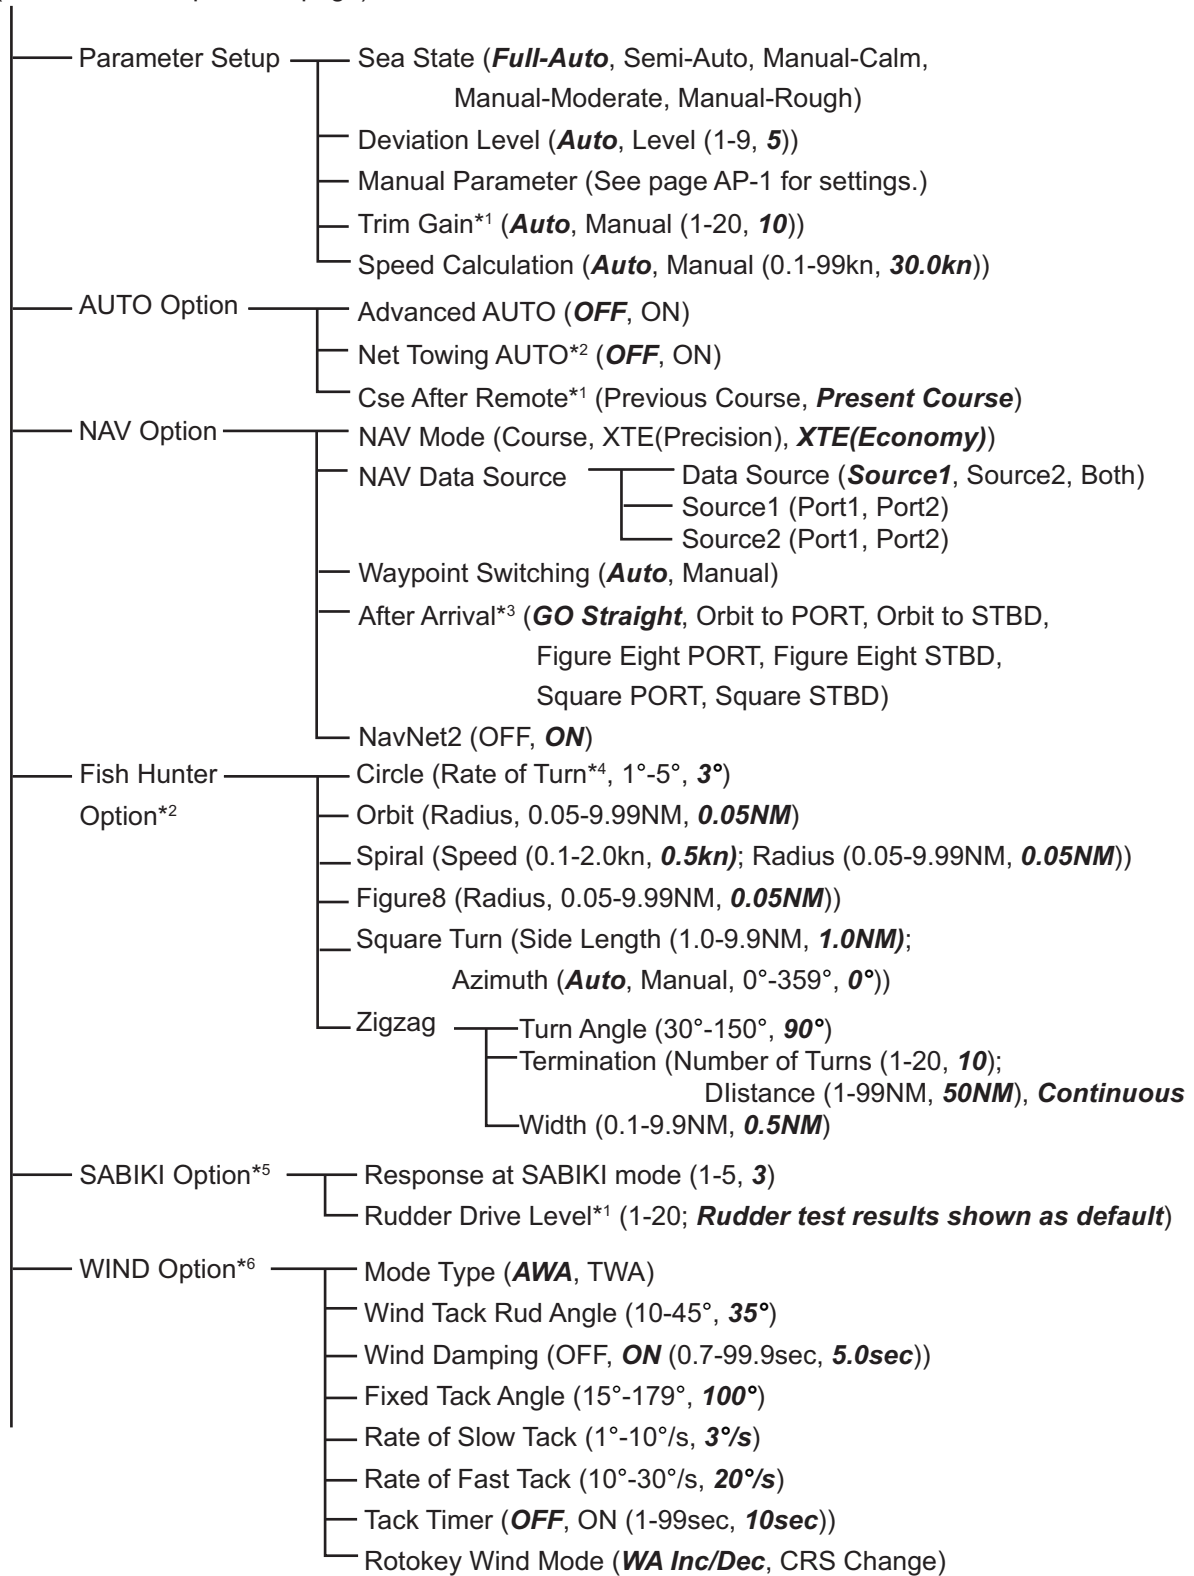 Parameter Setup Sea State (Full-Auto, Semi-Auto, Manual-Calm,
Manual-Moderate, Manual-Rough)
Deviation Level (Auto, Level (1-9, 5))
Manual Parameter (See page AP-1 for settings.)
Trim Gain*1 (Auto, Manual (1-20, 10))
Speed Calculation (Auto, Manual (0.1-99kn, 30.0kn))
AUTO Option Advanced AUTO (OFF, ON)
Net Towing AUTO*2 (OFF, ON)
Cse After Remote*1 (Previous Course, Present Course)
NAV Option NAV Mode (Course, XTE(Precision), XTE(Economy))
NAV Data Source Data Source (Source1, Source2, Both)
Source1 (Port1, Port2)
Source2 (Port1, Port2)
Waypoint Switching (Auto, Manual)
After Arrival*3 (GO Straight, Orbit to PORT, Orbit to STBD,
Figure Eight PORT, Figure Eight STBD,
Square PORT, Square STBD)
NavNet2 (OFF, ON)
Fish Hunter Circle (Rate of Turn*4, 1°-5°, 3°)
Option*2 Orbit (Radius, 0.05-9.99NM, 0.05NM)
Spiral (Speed (0.1-2.0kn, 0.5kn); Radius (0.05-9.99NM, 0.05NM))
Figure8 (Radius, 0.05-9.99NM, 0.05NM))
Square Turn (Side Length (1.0-9.9NM, 1.0NM);
Azimuth (Auto, Manual, 0°-359°, 0°))
Zigzag Turn Angle (30°-150°, 90°)
Termination (Number of Turns (1-20, 10);
DIistance (1-99NM, 50NM), Continuous
Width (0.1-9.9NM, 0.5NM)
SABIKI Option*5 Response at SABIKI mode (1-5, 3)
Rudder Drive Level*1 (1-20; Rudder test results shown as default)
WIND Option*6 Mode Type (AWA, TWA)
Wind Tack Rud Angle (10-45°, 35°)
Wind Damping (OFF, ON (0.7-99.9sec, 5.0sec))
Fixed Tack Angle (15°-179°, 100°)
Rate of Slow Tack (1°-10°/s, 3°/s)
Rate of Fast Tack (10°-30°/s, 20°/s)
Tack Timer (OFF, ON (1-99sec, 10sec))
Rotokey Wind Mode (WA Inc/Dec, CRS Change)